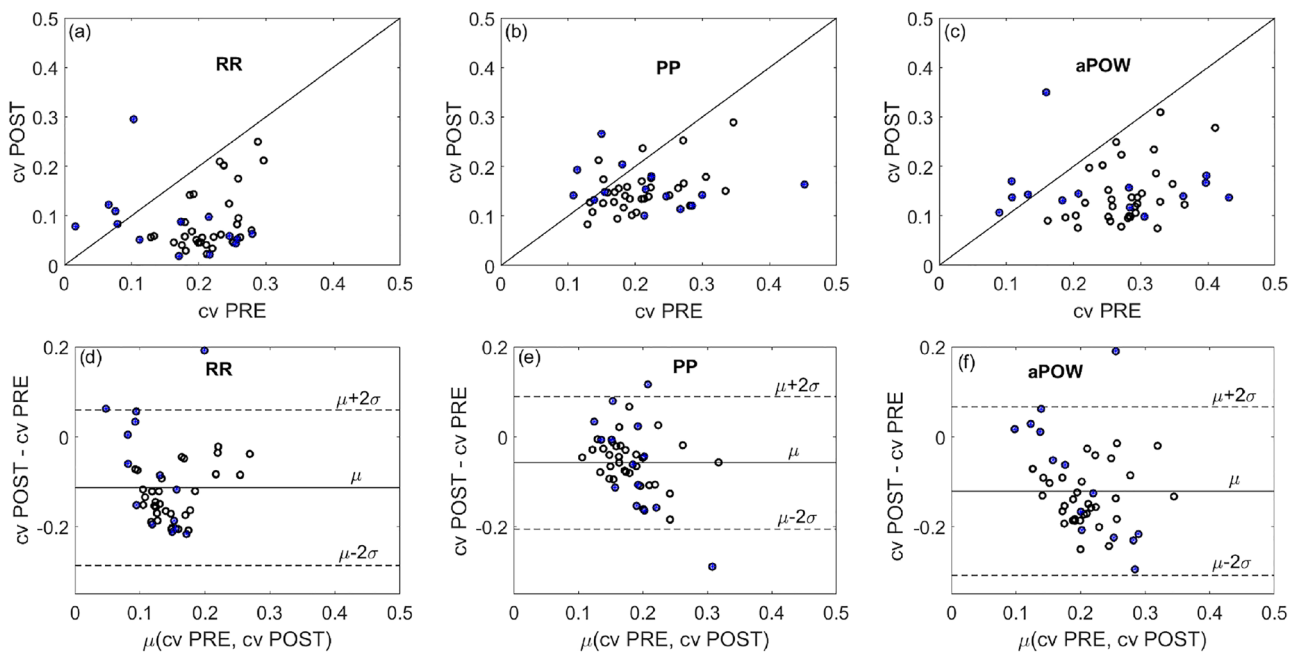 (a)
RR
0.5
0.4
0.3
0.2
0.1
0
0
0.1
0.2
0.3
0.4
0.5
cv POST
cv PRE
(b)
PP
0.5
0.4
0.3
0.2
0.1
0
0
0.1
0.2
0.3
0.4
0.5
cv POST
cv PRE
(c)
aPOW
0.5
0.4
0.3
0.2
0.1
0
0
0.1
0.2
0.3
0.4
0.5
cv POST
cv PRE
(d)
RR
0.2
0
-0.2
μ+2σ
μ
μ-2σ
0
0.1
0.2
0.3
0.4
0.5
cv POST - cv PRE
μ(cv PRE, cv POST)
(e)
PP
0.2
0
-0.2
μ+2σ
μ
μ-2σ
0
0.1
0.2
0.3
0.4
0.5
cv POST - cv PRE
μ(cv PRE, cv POST)
(f)
aPOW
0.2
0
-0.2
μ+2σ
μ
μ-2σ
0
0.1
0.2
0.3
0.4
0.5
cv POST - cv PRE
μ(cv PRE, cv POST)